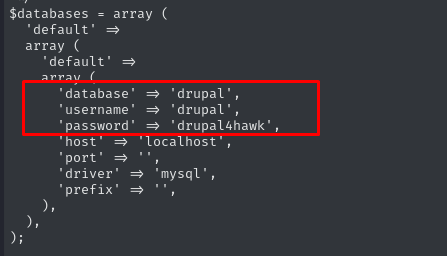 $databases = array (
'default' =>
array (
'default' =>
array (
'database' => 'drupal',
'username' => 'drupal',
'password' => 'drupal4hawk',
'host' => 'localhost',
'port' => '',
'driver' => 'mysql',
'prefix' => '',
),
),
);